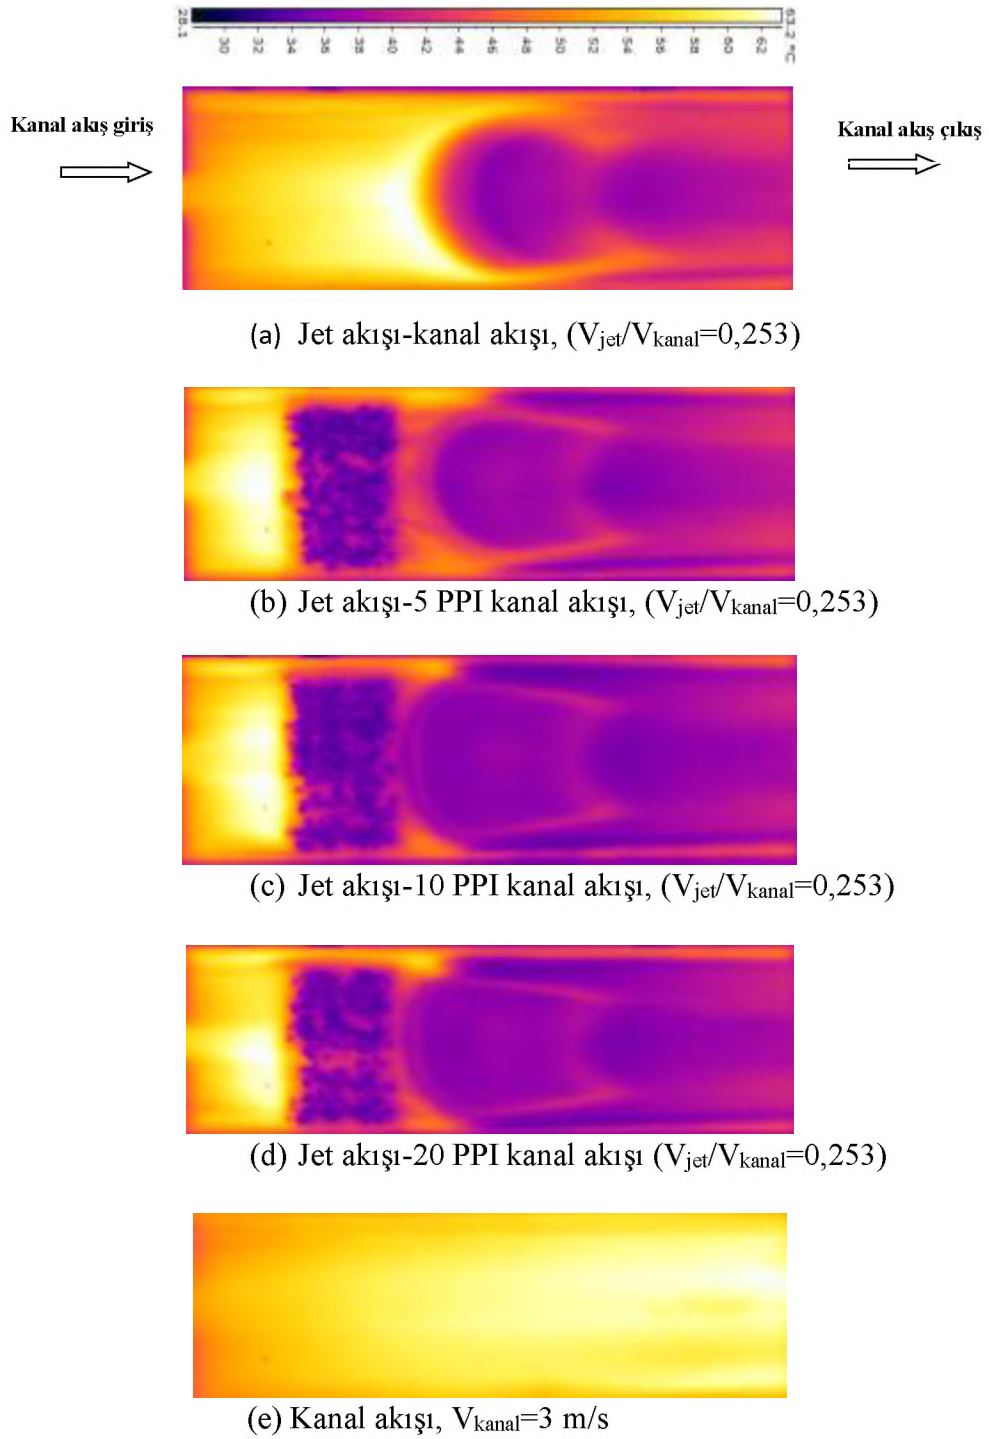 28.1 30 32 34 36 38 40 42 44 46 48 50 52 54 56 58 60 62 63.2 °C
Kanal akış giriş
Kanal akış çıkış
(a) Jet akışı-kanal akışı, (Vjet/Vkanal=0,253)
(b) Jet akışı-5 PPI kanal akışı, (Vjet/Vkanal=0,253)
(c) Jet akışı-10 PPI kanal akışı, (Vjet/Vkanal=0,253)
(d) Jet akışı-20 PPI kanal akışı (Vjet/Vkanal=0,253)
(e) Kanal akışı, Vkanal=3 m/s